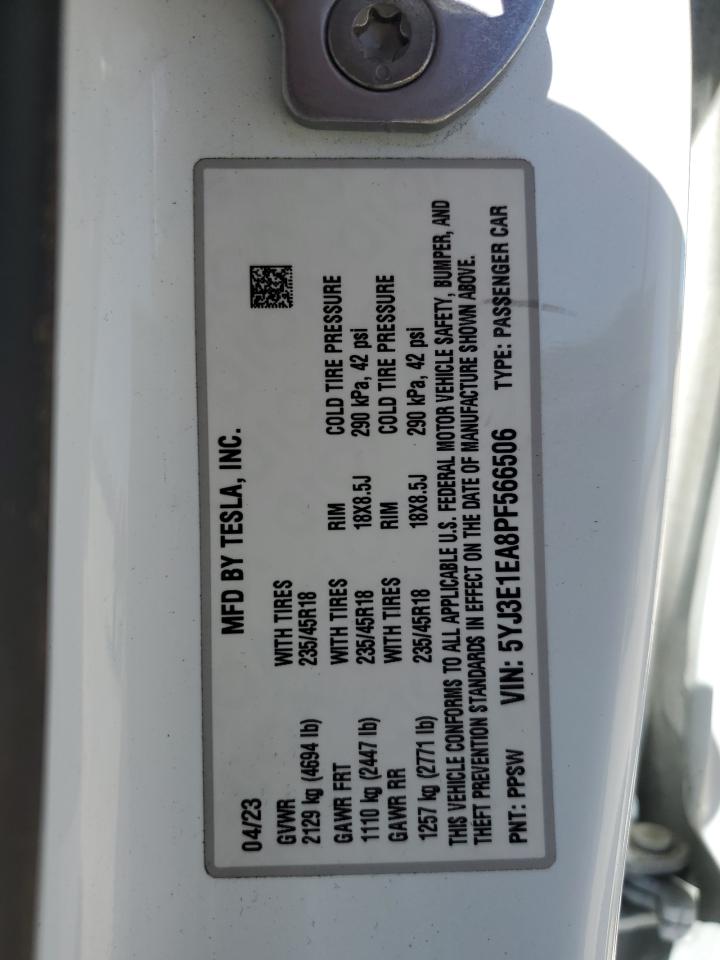 MFD BY TESLA, INC.
04/23
GVWR WITH TIRES
2129 kg (4694 lb) 235/45R18
GAWR FRT WITH TIRES RIM COLD TIRE PRESSURE
1110 kg (2447 lb) 235/45R18 18X8.5J 290 kPa, 42 psi
GAWR RR WITH TIRES RIM COLD TIRE PRESSURE
1257 kg (2771 lb) 235/45R18 18X8.5J 290 kPa, 42 psi
THIS VEHICLE CONFORMS TO ALL APPLICABLE U.S. FEDERAL MOTOR VEHICLE SAFETY, BUMPER, AND
THEFT PREVENTION STANDARDS IN EFFECT ON THE DATE OF MANUFACTURE SHOWN ABOVE.
PNT: PPSW VIN: 5YJ3E1EA8PF566506 TYPE: PASSENGER CAR